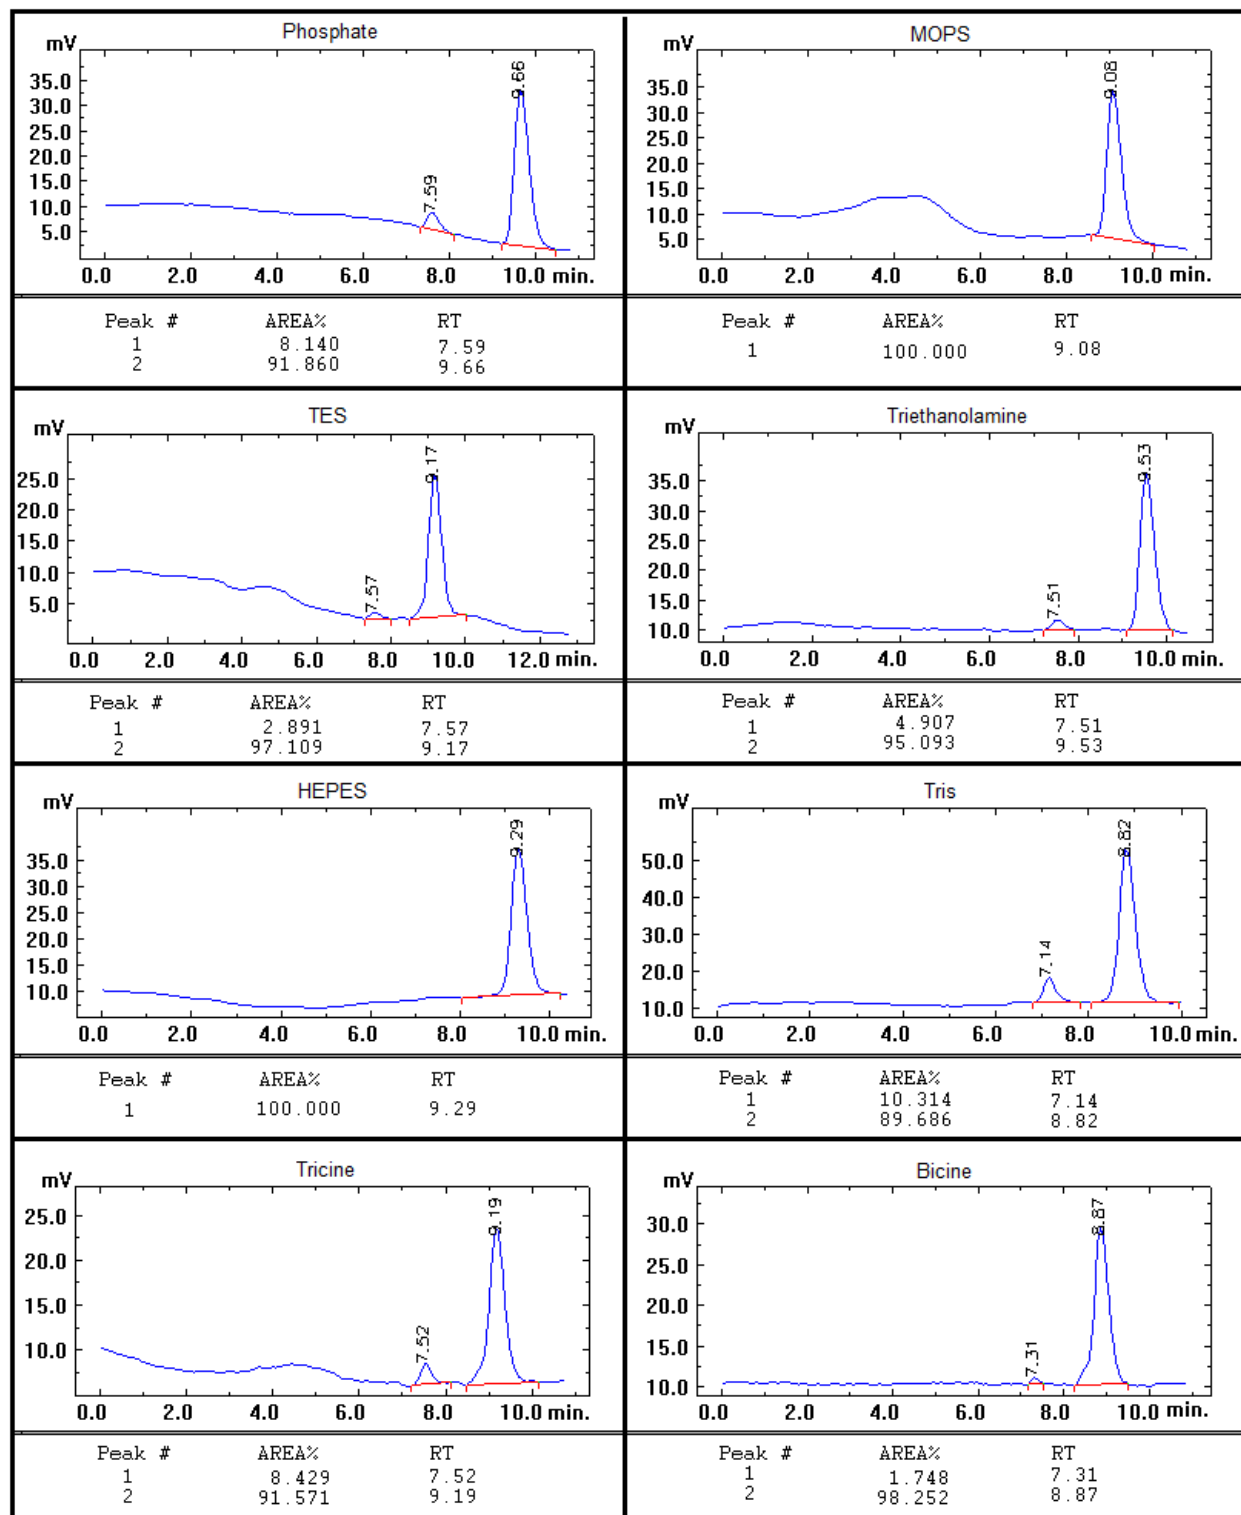 Phosphate
mV
35.0
30.0
25.0
20.0
15.0
10.0
5.0
7.59
9.66
0.0 2.0 4.0 6.0 8.0 10.0 min.
Peak # AREA% RT
1 8.140 7.59
2 91.860 9.66
MOPS
mV
35.0
30.0
25.0
20.0
15.0
10.0
5.0
9.08
0.0 2.0 4.0 6.0 8.0 10.0 min.
Peak # AREA% RT
1 100.000 9.08
TES
mV
25.0
20.0
15.0
10.0
5.0
7.57
9.17
0.0 2.0 4.0 6.0 8.0 10.0 12.0 min.
Peak # AREA% RT
1 2.891 7.57
2 97.109 9.17
Triethanolamine
mV
35.0
30.0
25.0
20.0
15.0
10.0
7.51
9.53
0.0 2.0 4.0 6.0 8.0 10.0 min.
Peak # AREA% RT
1 4.907 7.51
2 95.093 9.53
HEPES
mV
35.0
30.0
25.0
20.0
15.0
10.0
9.29
0.0 2.0 4.0 6.0 8.0 10.0 min.
Peak # AREA% RT
1 100.000 9.29
Tris
mV
50.0
40.0
30.0
20.0
10.0
7.14
8.82
0.0 2.0 4.0 6.0 8.0 10.0 min.
Peak # AREA% RT
1 10.314 7.14
2 89.686 8.82
Tricine
mV
25.0
20.0
15.0
10.0
7.52
9.19
0.0 2.0 4.0 6.0 8.0 10.0 min.
Peak # AREA% RT
1 8.429 7.52
2 91.571 9.19
Bicine
mV
30.0
25.0
20.0
15.0
10.0
7.31
8.87
0.0 2.0 4.0 6.0 8.0 10.0 min.
Peak # AREA% RT
1 1.748 7.31
2 98.252 8.87